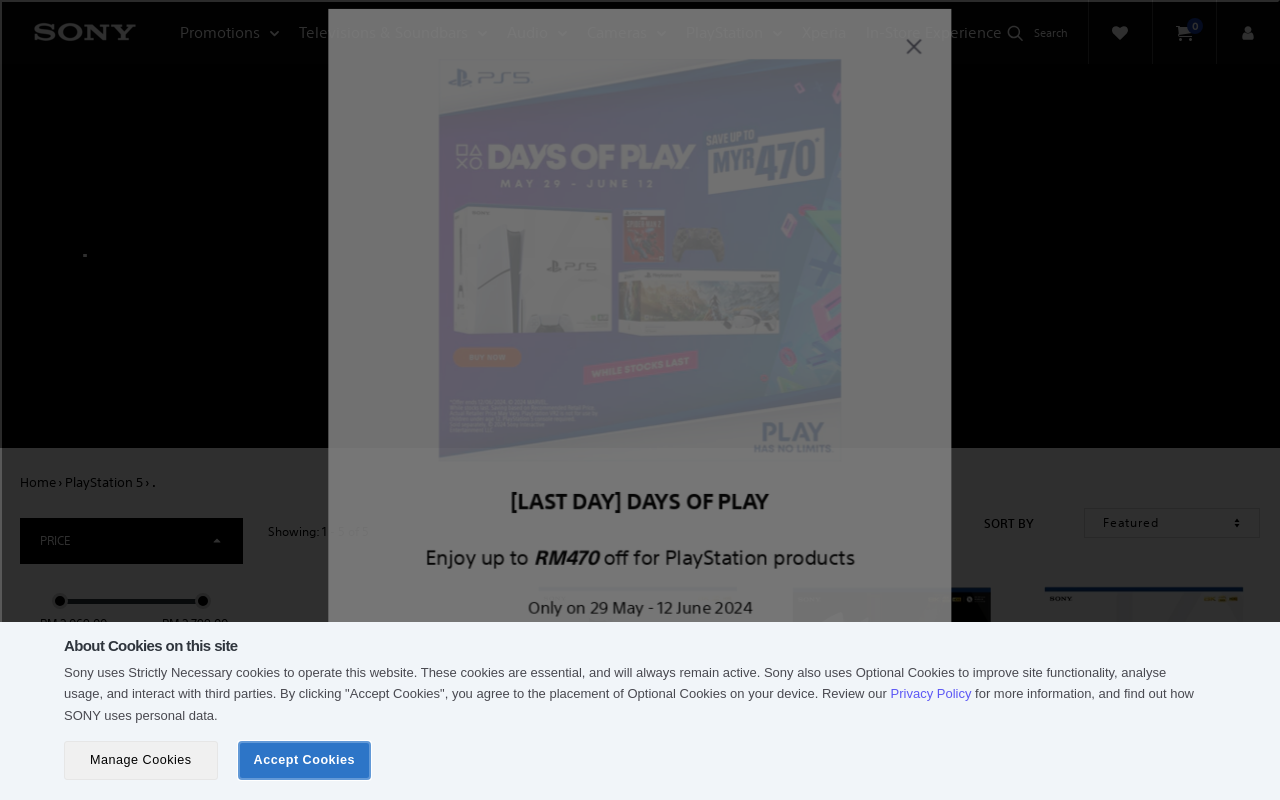 SONY
Promotions
Televisions & Soundbars
Audio
Cameras
PlayStation
Xperia
In-Store Experience
Search
0
PS5
DAYS OF PLAY
MAY 29 - JUNE 12
SAVE UP TO
MYR470*
PS5
BUY NOW
WHILE STOCKS LAST
PLAY
HAS NO LIMITS
[LAST DAY] DAYS OF PLAY
Enjoy up to RM470 off for PlayStation products
Only on 29 May - 12 June 2024
Home › PlayStation 5 › .
PRICE
Showing: 1
SORT BY
Featured
SONY
About Cookies on this site
Sony uses Strictly Necessary cookies to operate this website. These cookies are essential, and will always remain active. Sony also uses Optional Cookies to improve site functionality, analyse
usage, and interact with third parties. By clicking "Accept Cookies", you agree to the placement of Optional Cookies on your device. Review our Privacy Policy for more information, and find out how
SONY uses personal data.
Manage Cookies
Accept Cookies